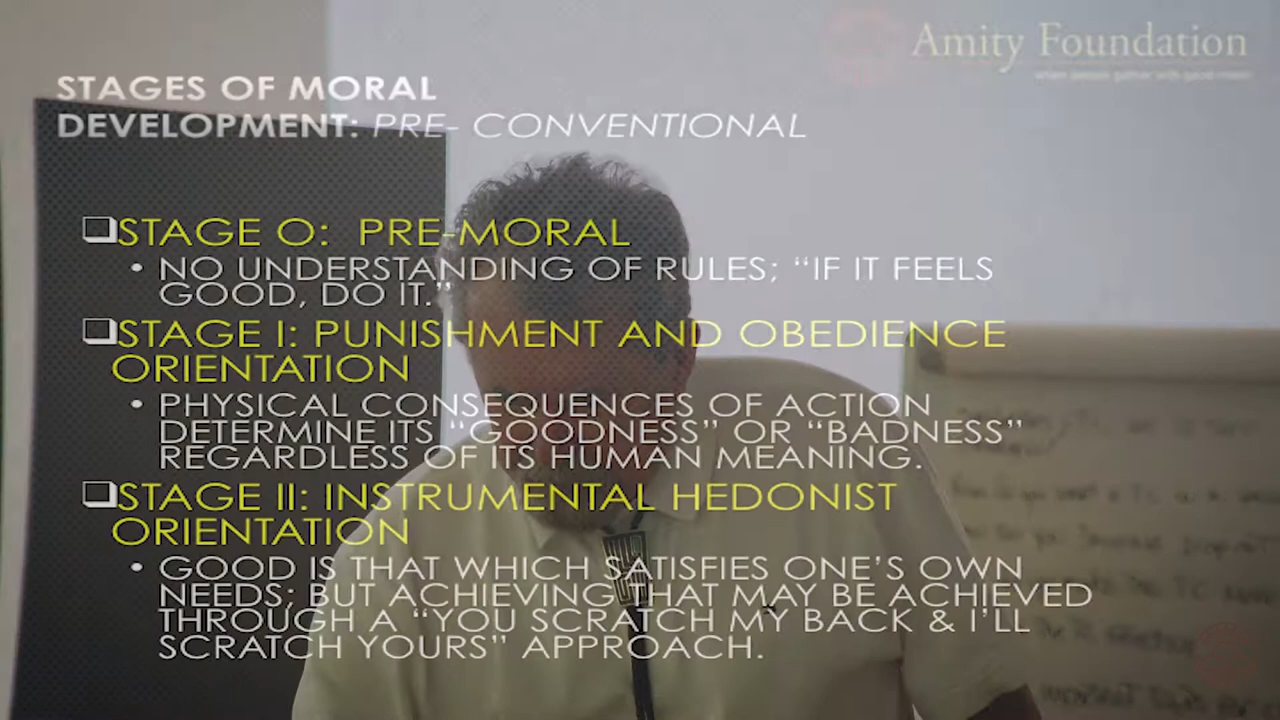 Amity Foundation
STAGES OF MORAL
DEVELOPMENT: PRE- CONVENTIONAL
STAGE O: PRE-MORAL
• NO UNDERSTANDING OF RULES; “IF IT FEELS
GOOD, DO IT.”
STAGE I: PUNISHMENT AND OBEDIENCE
ORIENTATION
• PHYSICAL CONSEQUENCES OF ACTION
DETERMINE ITS “GOODNESS” OR “BADNESS”
REGARDLESS OF ITS HUMAN MEANING.
STAGE II: INSTRUMENTAL HEDONIST
ORIENTATION
• GOOD IS THAT WHICH SATISFIES ONE’S OWN
NEEDS; BUT ACHIEVING THAT MAY BE ACHIEVED
THROUGH A “YOU SCRATCH MY BACK & I’LL
SCRATCH YOURS” APPROACH.